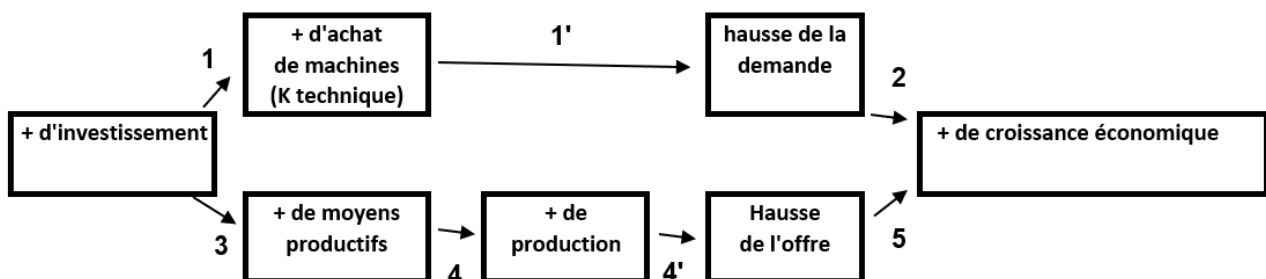 + d'investissement
1
+ d'achat
de machines
(K technique)
1'
hausse de la
demande
2
+ de croissance économique
3
+ de moyens
productifs
4
+ de
production
4'
Hausse
de l'offre
5